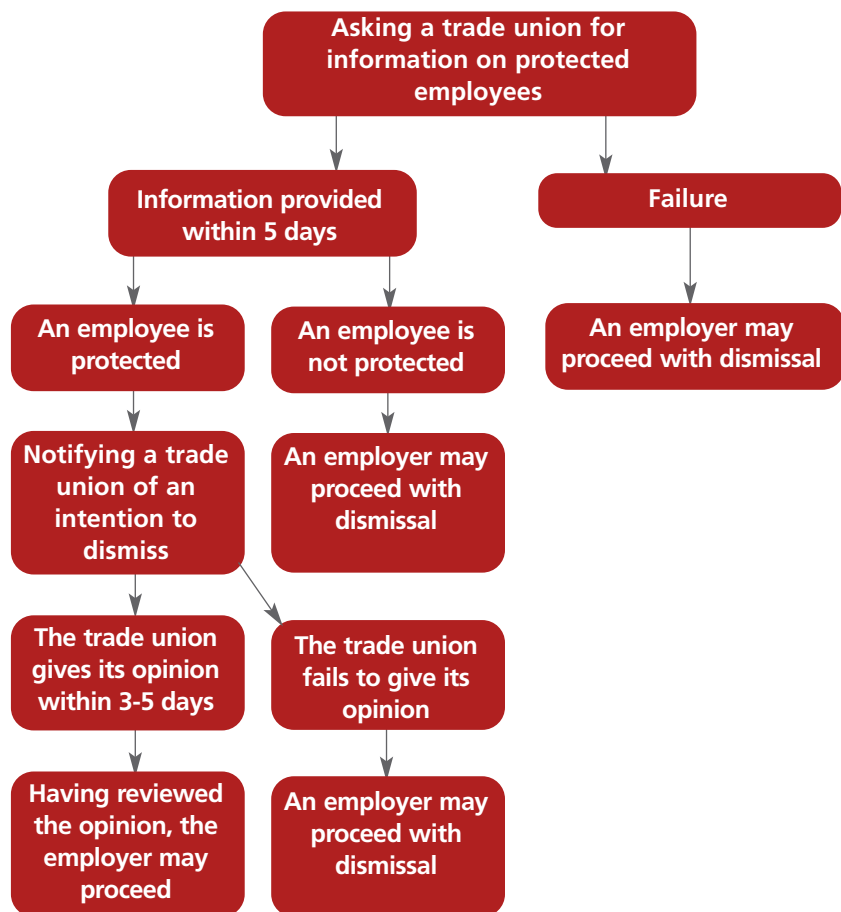 Asking a trade union for
information on protected
employees
Information provided
within 5 days
Failure
An employee is
protected
An employee is
not protected
An employer may
proceed with dismissal
Notifying a trade
union of an
intention to
dismiss
An employer may
proceed with
dismissal
The trade union
gives its opinion
within 3-5 days
The trade union
fails to give its
opinion
Having reviewed
the opinion, the
employer may
proceed
An employer may
proceed with
dismissal